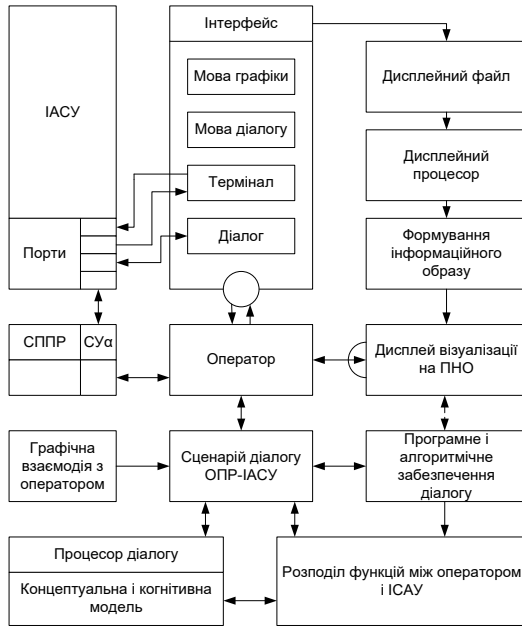 Інтерфейс
ІАСУ
Мова графіки
Мова діалогу
Термінал
Діалог
Порти
Дисплейний файл
Дисплейний
процесор
Формування
інформаційного
образу
СППР
СУα
Оператор
Дисплей візуалізації
на ПНО
Графічна
взаємодія з
оператором
Сценарій діалогу
ОПР-ІАСУ
Програмне і
алгоритмічне
забезпечення
діалогу
Процесор діалогу
Концептуальна і когнітивна
модель
Розподіл функцій між оператором
і ІСАУ